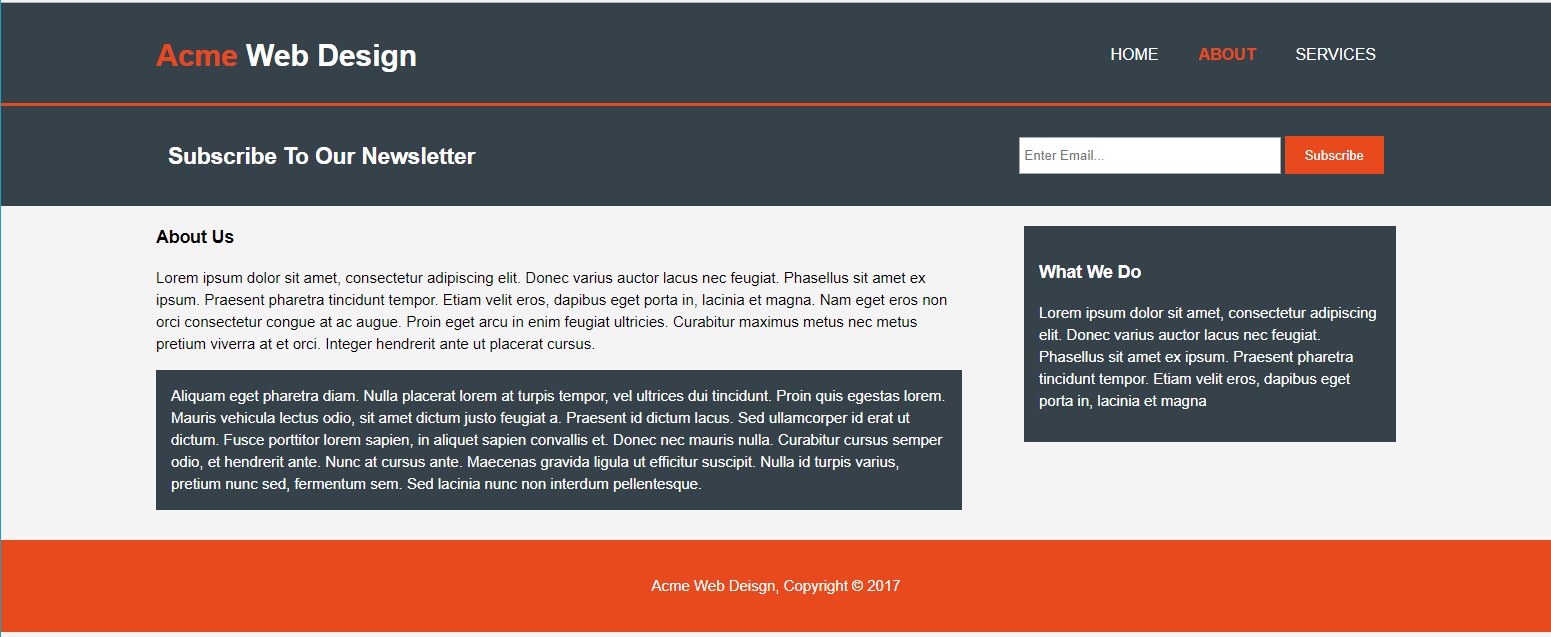 Acme Web Design
HOME ABOUT SERVICES
Subscribe To Our Newsletter
Enter Email...
Subscribe
About Us
Lorem ipsum dolor sit amet, consectetur adipiscing elit. Donec varius auctor lacus nec feugiat. Phasellus sit amet ex
ipsum. Praesent pharetra tincidunt tempor. Etiam velit eros, dapibus eget porta in, lacinia et magna. Nam eget eros non
orci consectetur congue at ac augue. Proin eget arcu in enim feugiat ultricies. Curabitur maximus metus nec metus
pretium viverra at et orci. Integer hendrerit ante ut placerat cursus.
Aliquam eget pharetra diam. Nulla placerat lorem at turpis tempor, vel ultrices dui tincidunt. Proin quis egestas lorem.
Mauris vehicula lectus odio, sit amet dictum justo feugiat a. Praesent id dictum lacus. Sed ullamcorper id erat ut
dictum. Fusce porttitor lorem sapien, in aliquet sapien convallis et. Donec nec mauris nulla. Curabitur cursus semper
odio, et hendrerit ante. Nunc at cursus ante. Maecenas gravida ligula ut efficitur suscipit. Nulla id turpis varius,
pretium nunc sed, fermentum sem. Sed lacinia nunc non interdum pellentesque.
What We Do
Lorem ipsum dolor sit amet, consectetur adipiscing
elit. Donec varius auctor lacus nec feugiat.
Phasellus sit amet ex ipsum. Praesent pharetra
tincidunt tempor. Etiam velit eros, dapibus eget
porta in, lacinia et magna
Acme Web Deisgn, Copyright © 2017